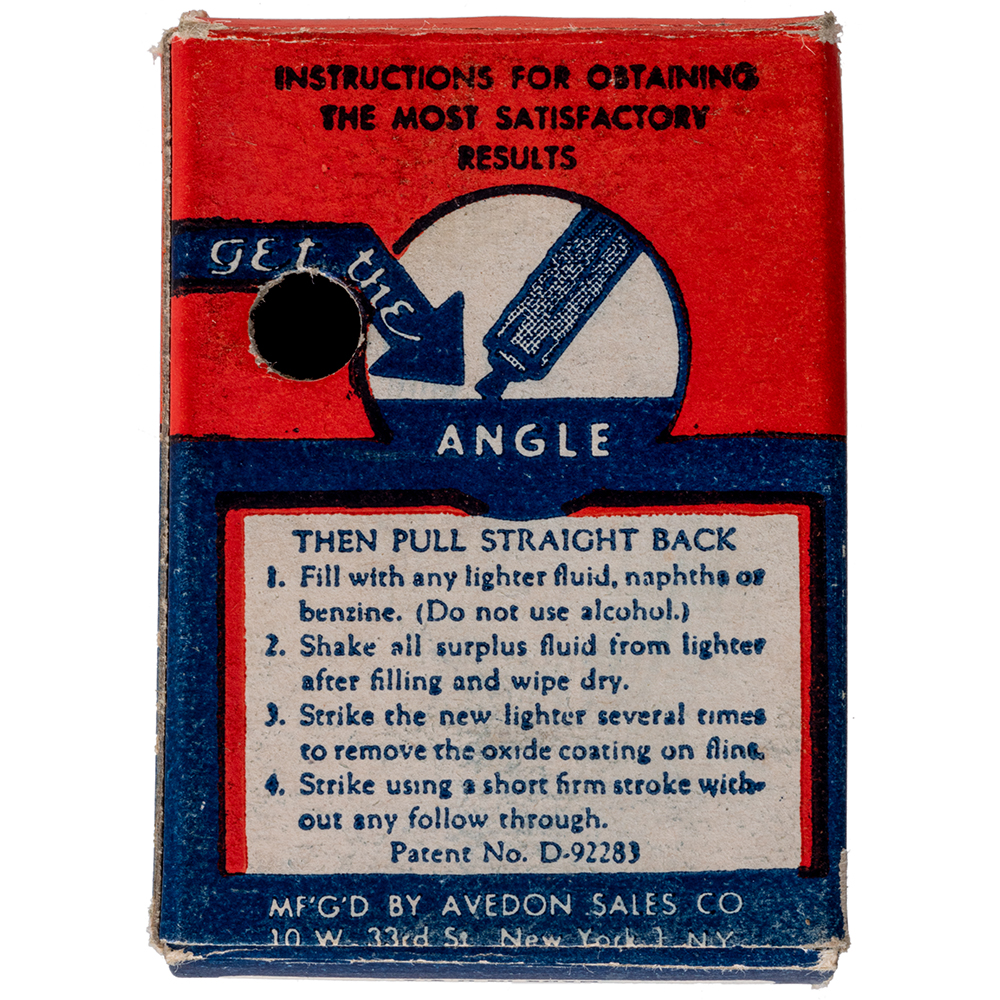 INSTRUCTIONS FOR OBTAINING
THE MOST SATISFACTORY
RESULTS
GET the
ANGLE
THEN PULL STRAIGHT BACK
1. Fill with any lighter fluid, naphtha or
benzine. (Do not use alcohol.)
2. Shake all surplus fluid from lighter
after filling and wipe dry.
3. Strike the new lighter several times
to remove the oxide coating on flint.
4. Strike using a short firm stroke with-
out any follow through.
Patent No. D-92283
MF'G'D BY AVEDON SALES CO
10 W. 33rd St. New York 1 NY